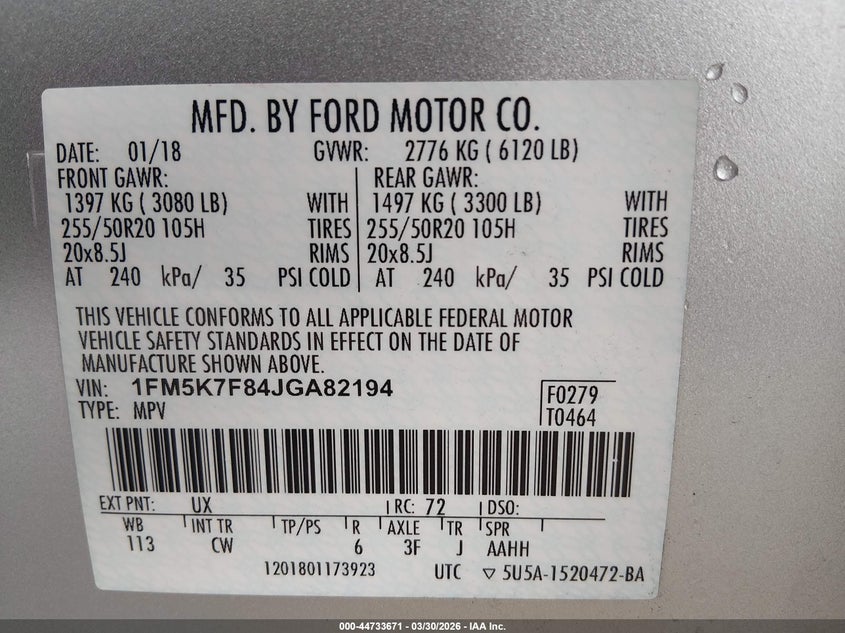 MFD. BY FORD MOTOR CO.
DATE: 01/18 GVWR: 2776 KG ( 6120 LB)
FRONT GAWR: REAR GAWR:
1397 KG ( 3080 LB) WITH 1497 KG ( 3300 LB) WITH
255/50R20 105H TIRES 255/50R20 105H TIRES
20x8.5J RIMS 20x8.5J RIMS
AT 240 kPa/ 35 PSI COLD AT 240 kPa/ 35 PSI COLD
THIS VEHICLE CONFORMS TO ALL APPLICABLE FEDERAL MOTOR
VEHICLE SAFETY STANDARDS IN EFFECT ON THE DATE OF
MANUFACTURE SHOWN ABOVE.
VIN: 1FM5K7F84JGA82194 F0279
TYPE: MPV T0464
EXT PNT: UX RC: 72 DSO:
WB INT TR TP/PS R AXLE TR SPR
113 CW 6 3F J AAHH
1201801173923 UTC ▽ 5U5A-1520472-BA
000-44733671 - 03/30/2026 - IAA Inc.